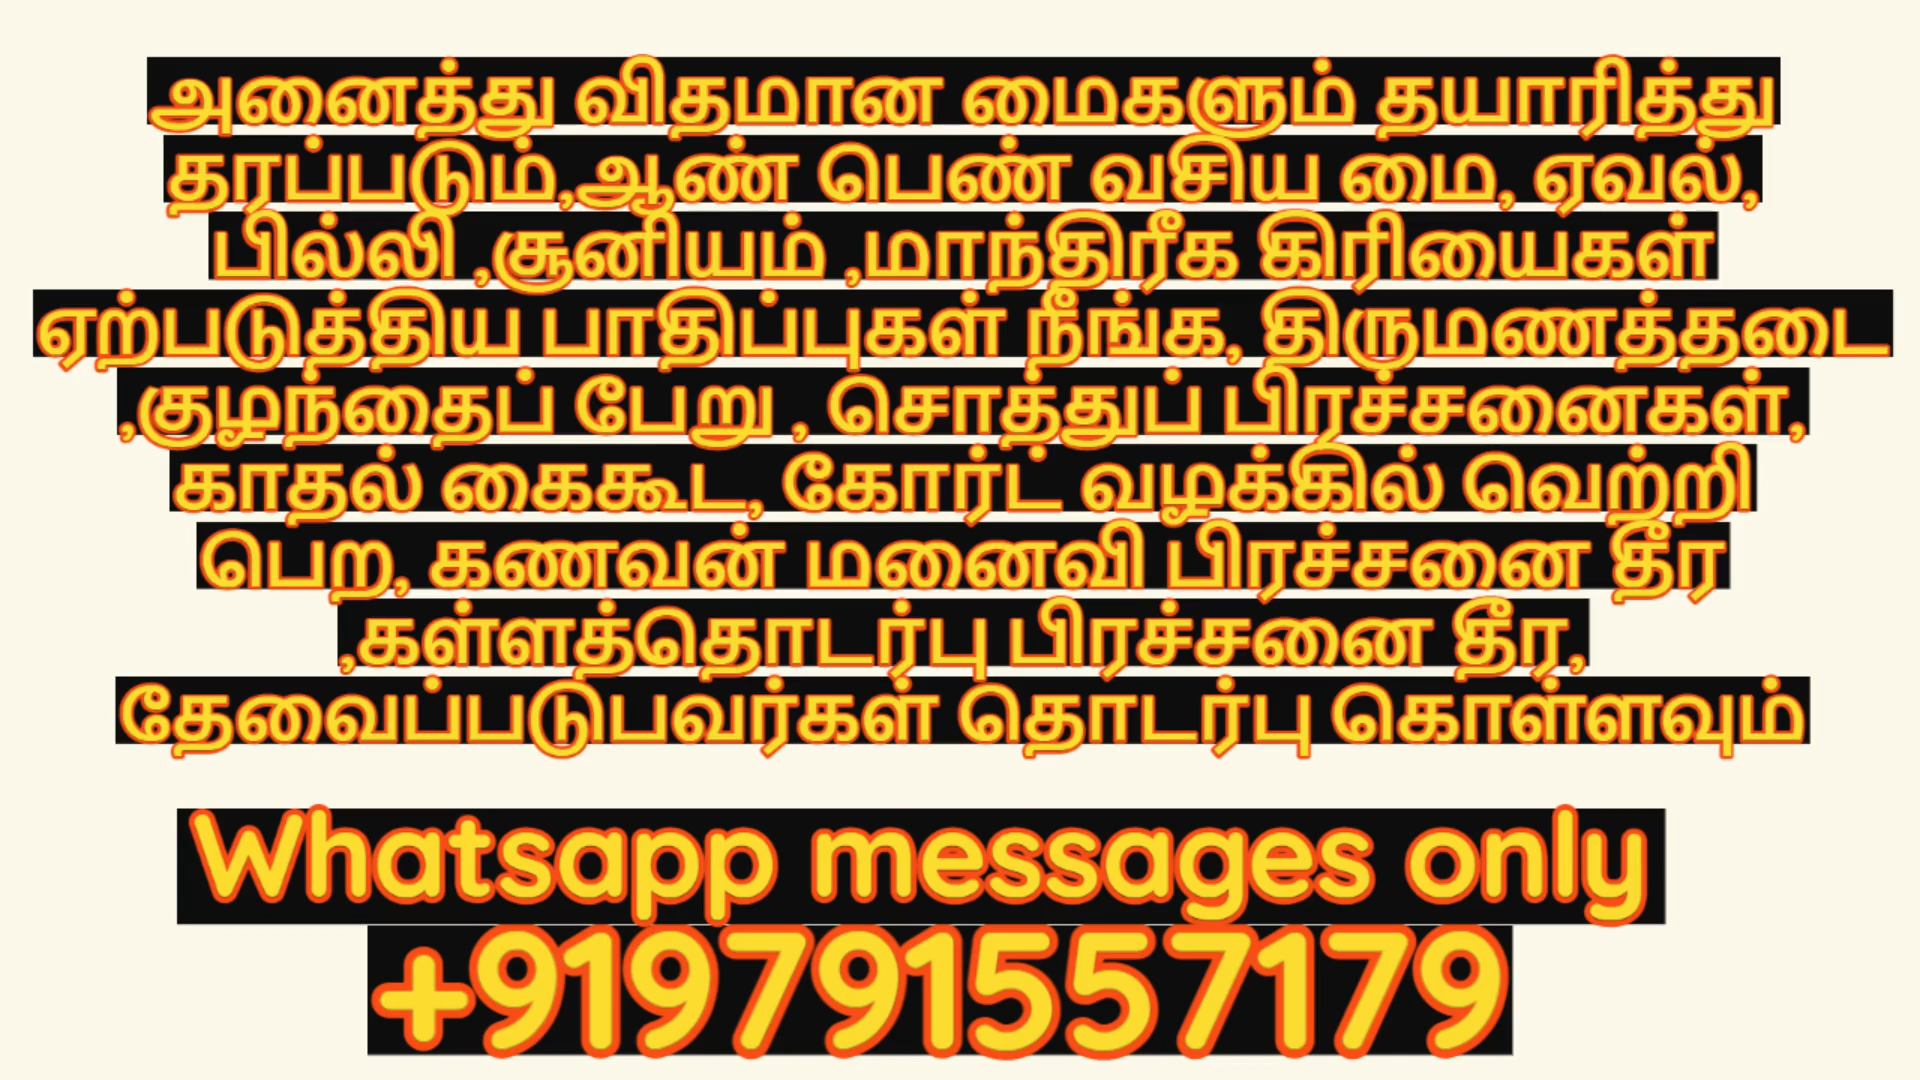 அனைத்து விதமான மைகளும் தயாரித்து
தரப்படும்,ஆண் பெண் வசிய மை, ஏவல்,
பில்லி ,சூனியம் ,மாந்திரீக கிரியைகள்
ஏற்படுத்திய பாதிப்புகள் நீங்க, திருமணத்தடை
,குழந்தைப் பேறு , சொத்துப் பிரச்சனைகள்,
காதல் கைகூட, கோர்ட் வழக்கில் வெற்றி
பெற, கணவன் மனைவி பிரச்சனை தீர
,கள்ளத்தொடர்பு பிரச்சனை தீர,
தேவைப்படுபவர்கள் தொடர்பு கொள்ளவும்
Whatsapp messages only
+919791557179